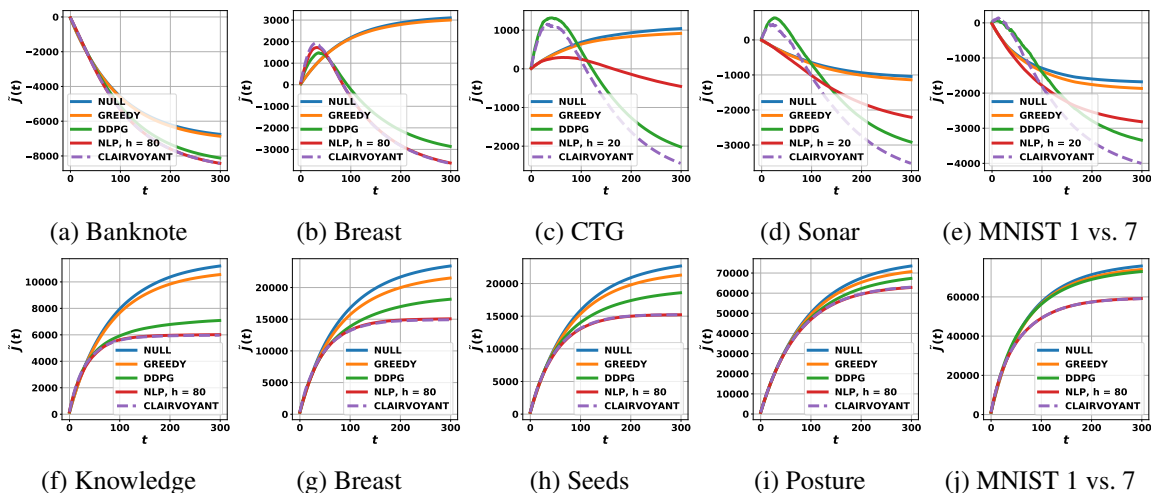 J̃(t)
0
−2000
−4000
−6000
−8000
NULL
GREEDY
DDPG
NLP, h = 80
CLAIRVOYANT
0 100 200 300
t
(a) Banknote
3000
2000
1000
0
−1000
−2000
−3000
NULL
GREEDY
DDPG
NLP, h = 80
CLAIRVOYANT
0 100 200 300
t
(b) Breast
J̃(t)
1000
0
−1000
−2000
NULL
GREEDY
DDPG
NLP, h = 20
CLAIRVOYANT
0 100 200 300
t
(c) CTG
J̃(t)
0
−1000
−2000
−3000
NULL
GREEDY
DDPG
NLP, h = 20
CLAIRVOYANT
0 100 200 300
t
(d) Sonar
J̃(t)
0
−1000
−2000
−3000
−4000
NULL
GREEDY
DDPG
NLP, h = 20
CLAIRVOYANT
0 100 200 300
t
(e) MNIST 1 vs. 7
J̃(t)
10000
8000
6000
4000
2000
0
NULL
GREEDY
DDPG
NLP, h = 80
CLAIRVOYANT
0 100 200 300
t
(f) Knowledge
J̃(t)
20000
15000
10000
5000
0
NULL
GREEDY
DDPG
NLP, h = 80
CLAIRVOYANT
0 100 200 300
t
(g) Breast
J̃(t)
20000
15000
10000
5000
0
NULL
GREEDY
DDPG
NLP, h = 80
CLAIRVOYANT
0 100 200 300
t
(h) Seeds
J̃(t)
70000
60000
50000
40000
30000
20000
10000
0
NULL
GREEDY
DDPG
NLP, h = 80
CLAIRVOYANT
0 100 200 300
t
(i) Posture
J̃(t)
60000
40000
20000
0
NULL
GREEDY
DDPG
NLP, h = 80
CLAIRVOYANT
0 100 200 300
t
(j) MNIST 1 vs. 7